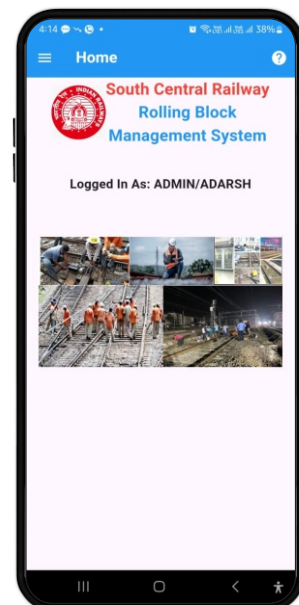 4:14
38%
Home
?
South Central Railway
Rolling Block
Management System
Logged In As: ADMIN/ADARSH